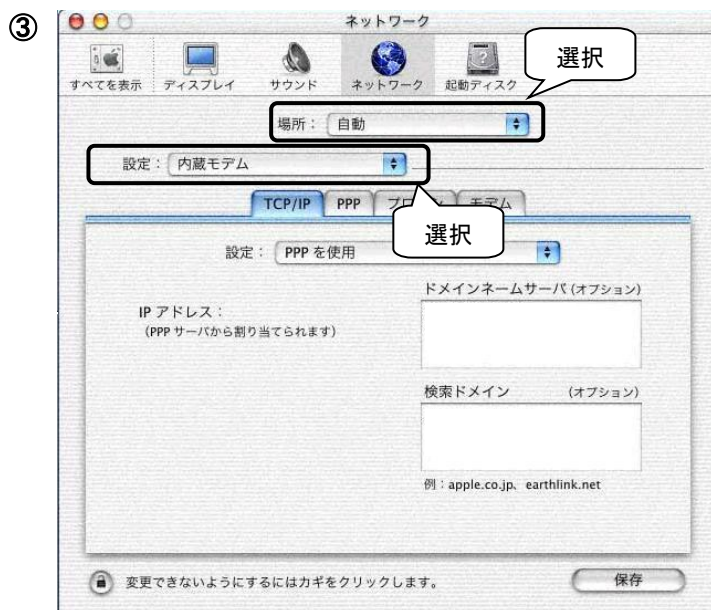 ③
ネットワーク
すべてを表示 ディスプレイ サウンド ネットワーク 起動ディスク
選択
場所： 自動
設定： 内蔵モデム
TCP/IP PPP モデム
選択
設定： PPP を使用
ドメインネームサーバ (オプション)
IP アドレス：
(PPP サーバから割り当てられます)
検索ドメイン (オプション)
例：apple.co.jp、earthlink.net
変更できないようにするにはカギをクリックします。
保存